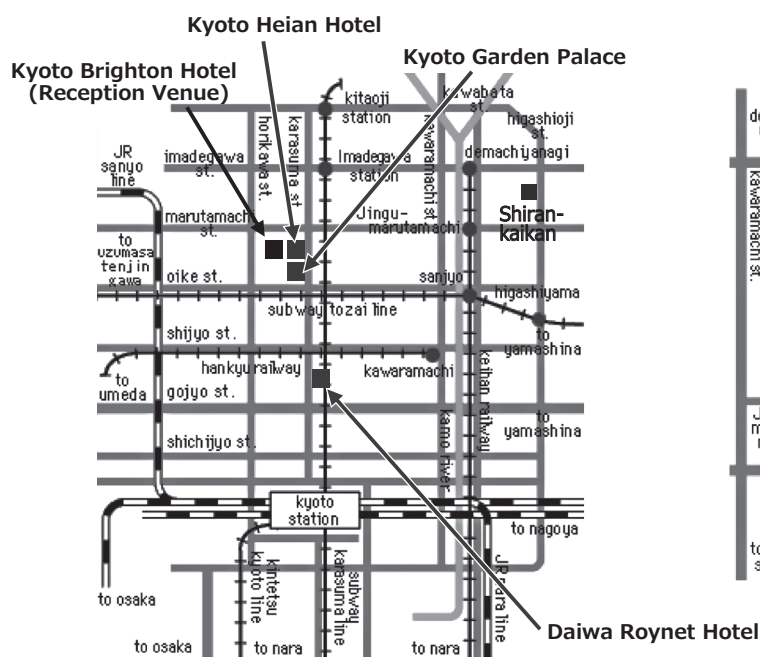 Kyoto Heian Hotel
Kyoto Garden Palace
Kyoto Brighton Hotel
(Reception Venue)
kitaoji
station
kawabata
st.
higashioji
st.
horikawa st.
karasuma st
kawaramachi st.
JR
sanyo
line
imadegawa
st.
Imadegawa
station
demachiyanagi
marutamachi
st.
Jingu-
marutamachi
Shiran-
kaikan
to
uzumasa
tenjin
gawa
oike st.
sanjyo
higashiyama
subway tozai line
shijyo st.
to
yamashina
hankyu railway
kawaramachi
keihan railway
to
umeda
gojyo st.
kamo river
to
yamashina
shichijyo st.
kyoto
station
to nagoya
kintetsu
kyoto line
subway
karasuma line
JR nara line
to osaka
to osaka
to nara
to nara
Daiwa Roynet Hotel
kawaramachi st.